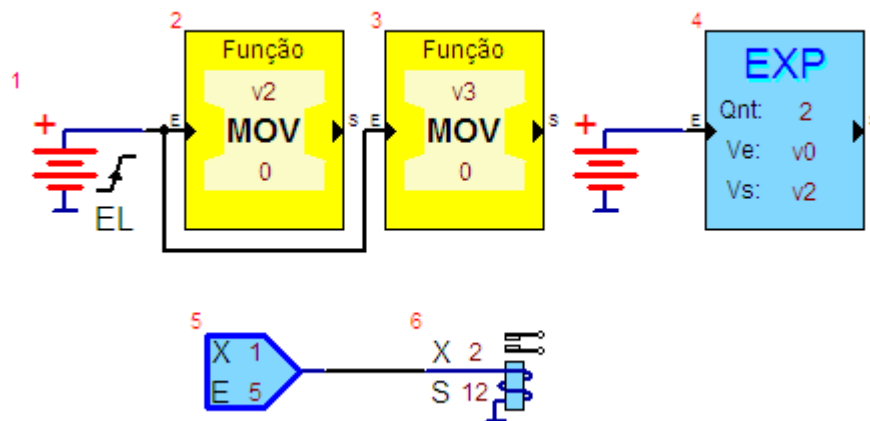 1
+
EL
2
Função
v2
MOV
0
E
S
3
Função
v3
MOV
0
E
S
+
4
EXP
Qnt: 2
Ve: v0
Vs: v2
E
5
X 1
E 5
6
X 2
S 12